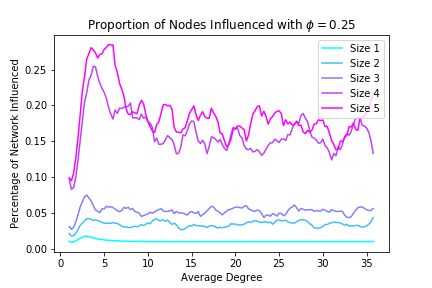 Proportion of Nodes Influenced with ϕ = 0.25
Percentage of Network Influenced
0.25
0.20
0.15
0.10
0.05
0.00
0
5
10
15
20
25
30
35
Average Degree
Size 1
Size 2
Size 3
Size 4
Size 5